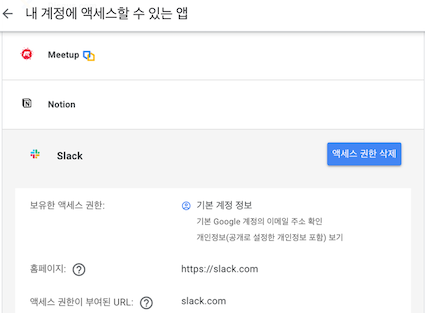 내 계정에 액세스할 수 있는 앱
Meetup
Notion
Slack
액세스 권한 삭제
보유한 액세스 권한:
기본 계정 정보
기본 Google 계정의 이메일 주소 확인
개인정보(공개로 설정한 개인정보 포함) 보기
홈페이지: ?
https://slack.com
액세스 권한이 부여된 URL: ?
slack.com